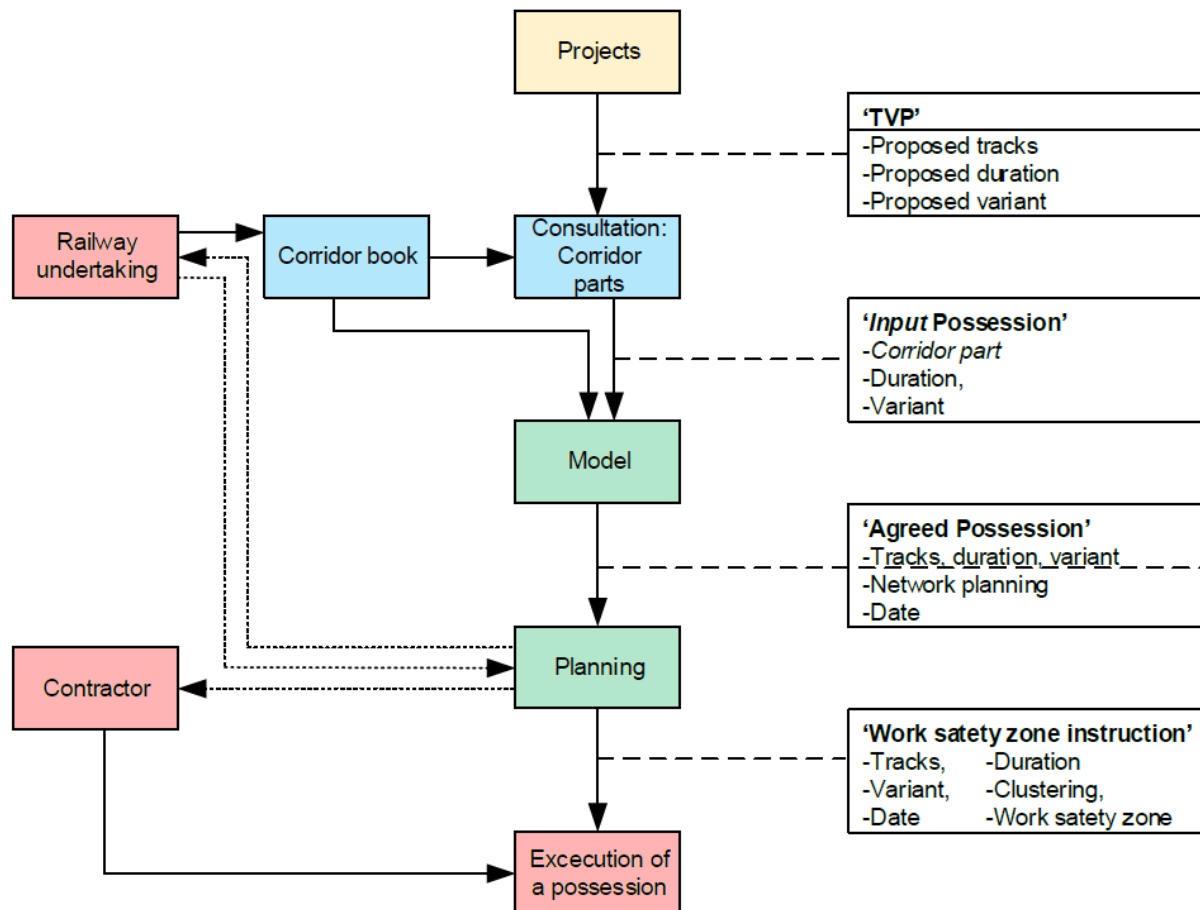 Projects
‘TVP’
-Proposed tracks
-Proposed duration
-Proposed variant
Railway
undertaking
Corridor book
Consultation:
Corridor
parts
‘Input Possession’
-Corridor part
-Duration,
-Variant
Model
‘Agreed Possession’
-Tracks, duration, variant
-Network planning
-Date
Contractor
Planning
‘Work satety zone instruction’
-Tracks, -Duration
-Variant, -Clustering,
-Date -Work satety zone
Excecution of
a possession